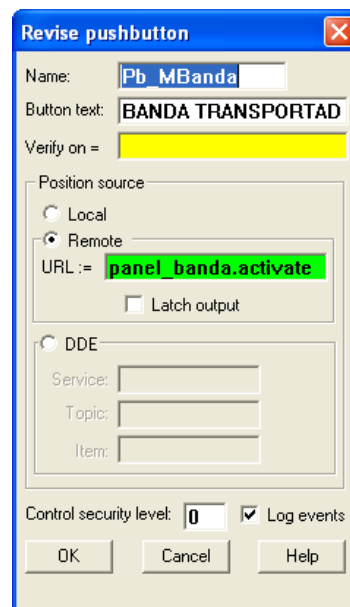 Revise pushbutton
Name: Pb_MBanda
Button text: BANDA TRANSPORTAD
Verify on =
Position source
Local
Remote
URL := panel_banda.activate
Latch output
DDE
Service:
Topic:
Item:
Control security level: 0 Log events
OK Cancel Help